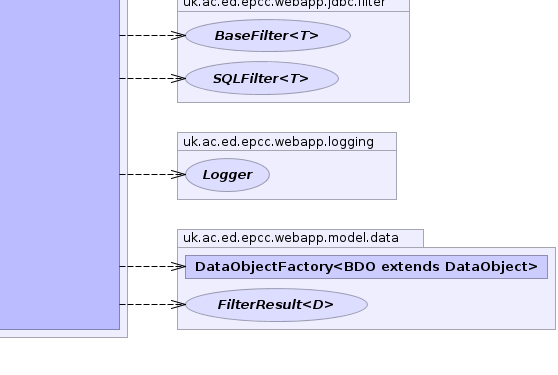 uk.ac.ed.epcc.webapp.jdbc.filter
BaseFilter<T>
SQLFilter<T>
uk.ac.ed.epcc.webapp.logging
Logger
uk.ac.ed.epcc.webapp.model.data
DataObjectFactory<BDO extends DataObject>
FilterResult<D>